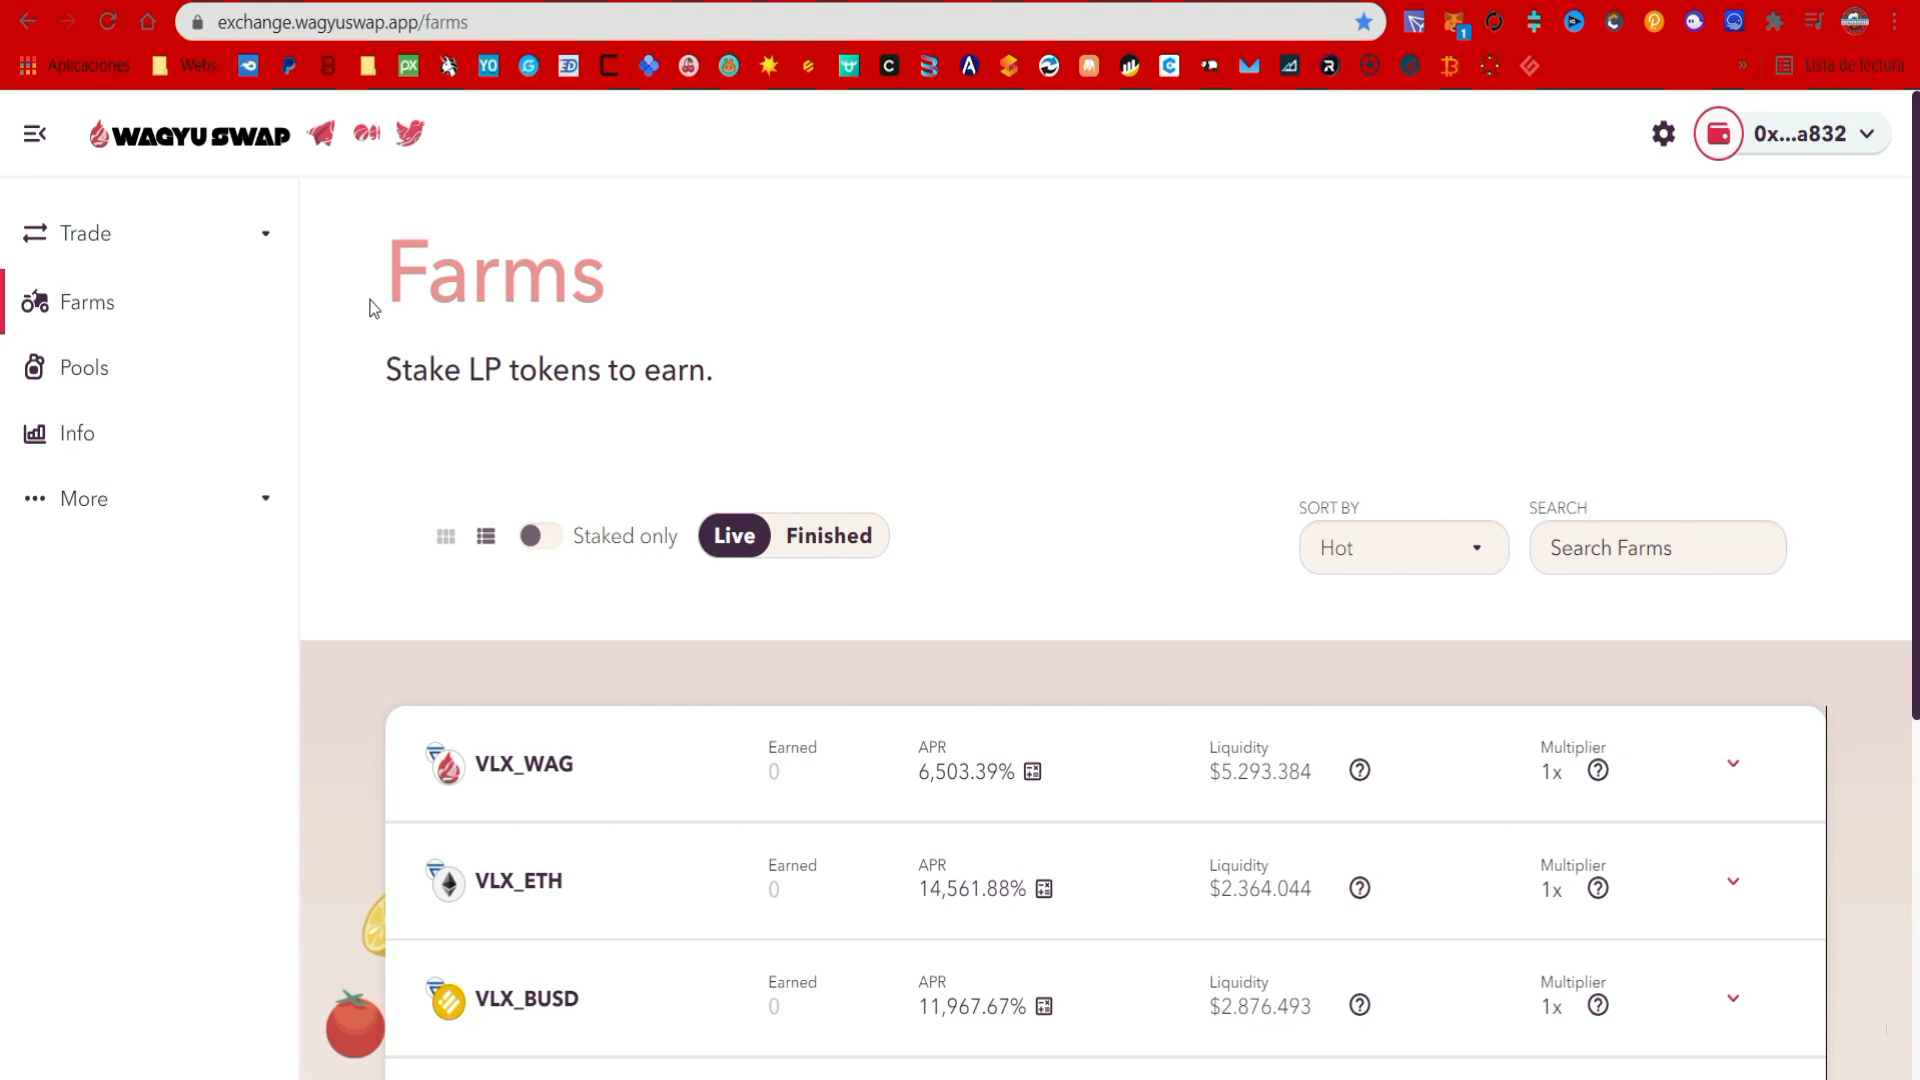 exchange.wagyuswap.app/farms
1
Aplicaciones
Webs
Lista de lectura
WAGYU SWAP
0x...a832
Trade
Farms
Pools
Info
More
Farms
Stake LP tokens to earn.
Staked only
Live
Finished
SORT BY
Hot
SEARCH
Search Farms
VLX_WAG
Earned
0
APR
6,503.39%
Liquidity
$5.293.384
Multiplier
1x
VLX_ETH
Earned
0
APR
14,561.88%
Liquidity
$2.364.044
Multiplier
1x
VLX_BUSD
Earned
0
APR
11,967.67%
Liquidity
$2.876.493
Multiplier
1x